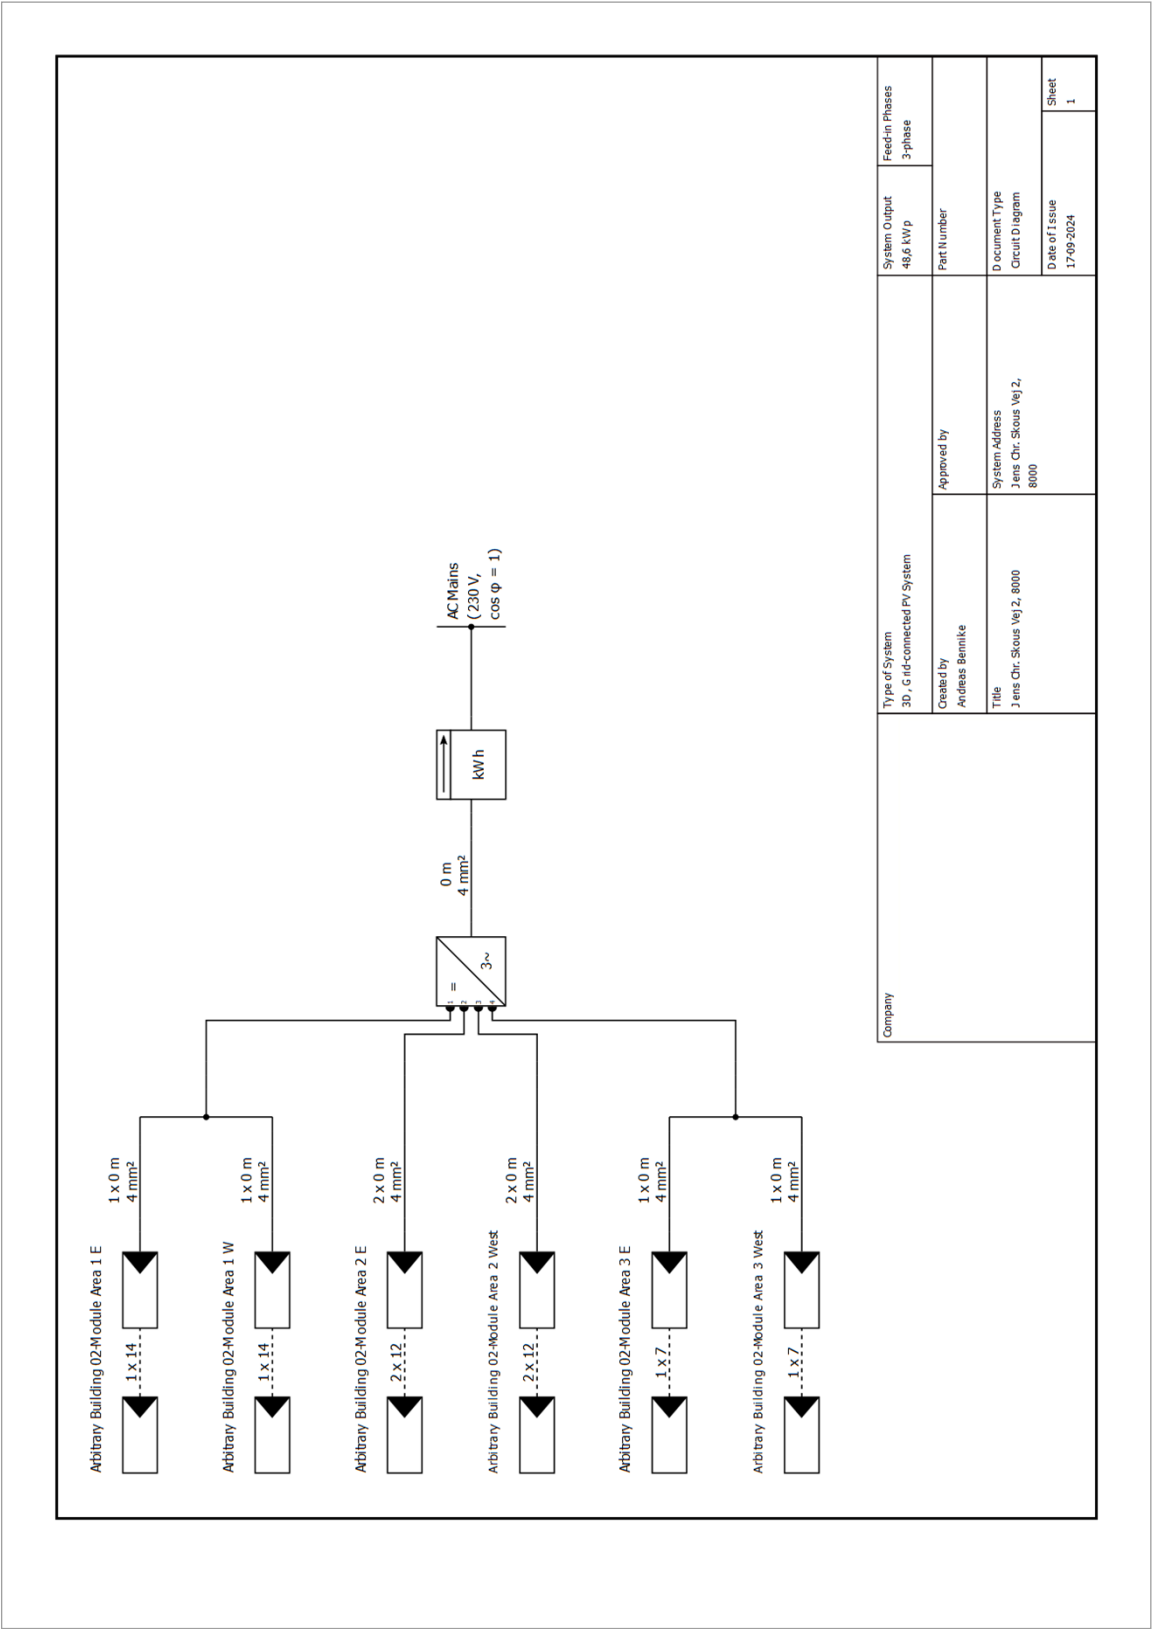 Arbitrary Building 02-Module Area 1 E
1 x 14
1 x 0 m
4 mm²
Arbitrary Building 02-Module Area 1 W
1 x 14
1 x 0 m
4 mm²
Arbitrary Building 02-Module Area 2 E
2 x 12
2 x 0 m
4 mm²
Arbitrary Building 02-Module Area 2 West
2 x 12
2 x 0 m
4 mm²
Arbitrary Building 02-Module Area 3 E
1 x 7
1 x 0 m
4 mm²
Arbitrary Building 02-Module Area 3 West
1 x 7
1 x 0 m
4 mm²
1
2
3
4
=
3~
0 m
4 mm²
kWh
AC Mains
(230 V,
cos φ = 1)
Company
Type of System
3D, Grid-connected PV System
System Output
48,6 kWp
Feed-in Phases
3-phase
Created by
Andreas Bennike
Approved by
Part Number
Title
Jens Chr. Skous Vej 2, 8000
System Address
Jens Chr. Skous Vej 2,
8000
Document Type
Circuit Diagram
Date of Issue
17-09-2024
Sheet
1